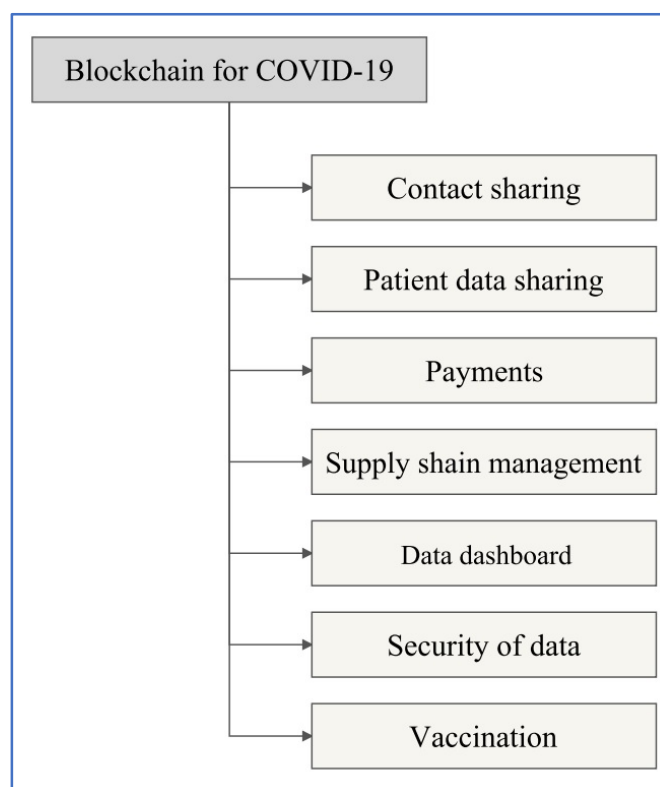 Blockchain for COVID-19
Contact sharing
Patient data sharing
Payments
Supply shain management
Data dashboard
Security of data
Vaccination